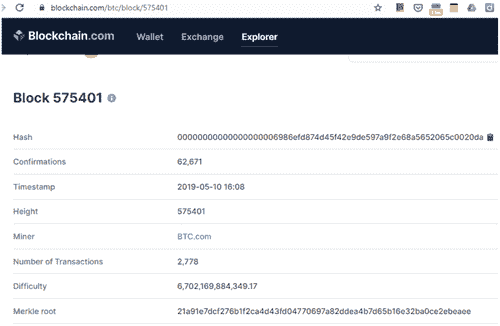 blockchain.com/btc/block/575401
Blockchain.com Wallet Exchange Explorer
Block 575401
Hash 00000000000000000006986efd874d45f42e9de597a9f2e68a5652065c0020da
Confirmations 62,671
Timestamp 2019-05-10 16:08
Height 575401
Miner BTC.com
Number of Transactions 2,778
Difficulty 6,702,169,884,349.17
Merkle root 21a91e7dcf276b1f2ca4d43fd04770697a82ddea4b7d65b16e32ba0ce2ebeaee